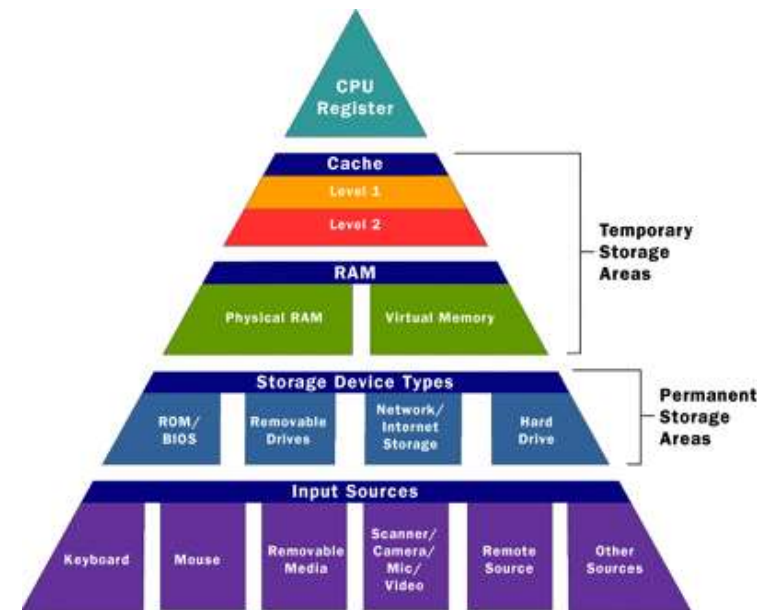 CPU
Register
Cache
Level 1
Level 2
Temporary
Storage
Areas
RAM
Physical RAM
Virtual Memory
Storage Device Types
Permanent
Storage
Areas
ROM/
BIOS
Removable
Drives
Network/
Internet
Storage
Hard
Drive
Input Sources
Keyboard
Mouse
Removable
Media
Scanner/
Camera/
Mic/
Video
Remote
Source
Other
Sources